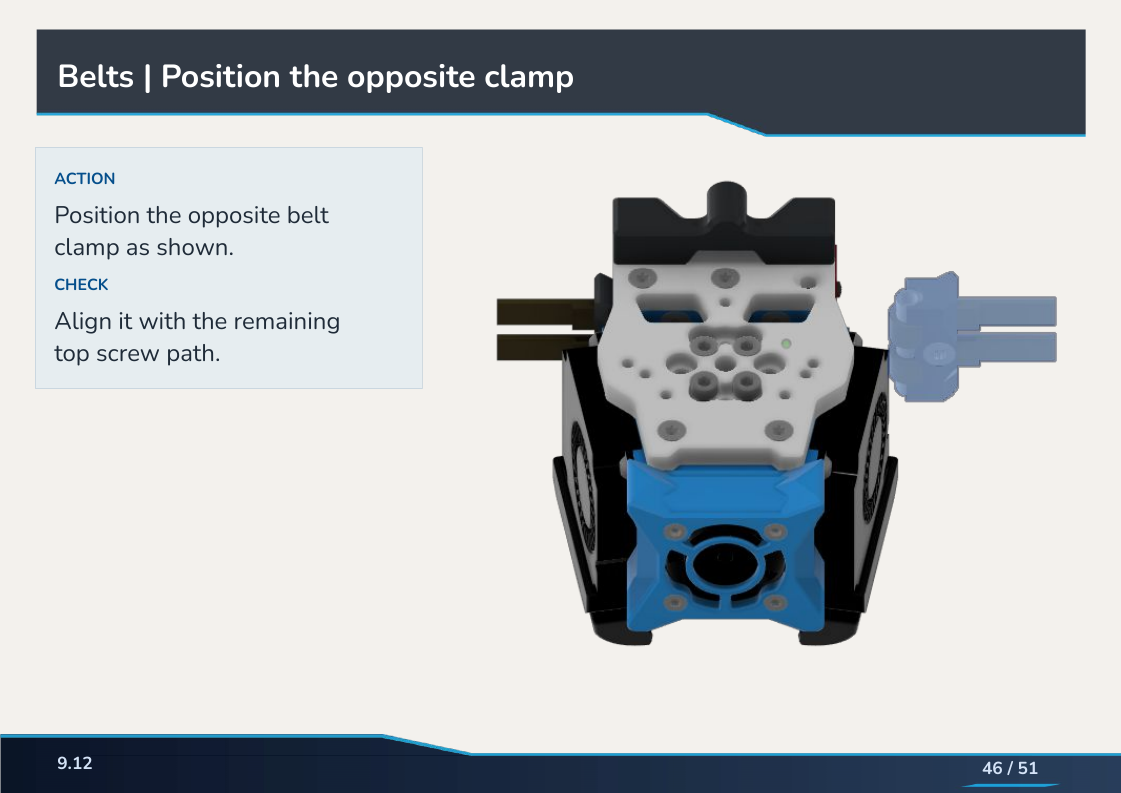 Belts | Position the opposite clamp
ACTION
Position the opposite belt
clamp as shown.
CHECK
Align it with the remaining
top screw path.
9.12
46 / 51